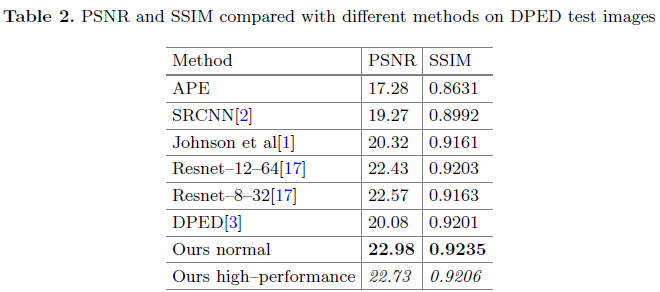 Table 2. PSNR and SSIM compared with different methods on DPED test images
Method PSNR SSIM
APE 17.28 0.8631
SRCNN[2] 19.27 0.8992
Johnson et al[1] 20.32 0.9161
Resnet–12–64[17] 22.43 0.9203
Resnet–8–32[17] 22.57 0.9163
DPED[3] 20.08 0.9201
Ours normal 22.98 0.9235
Ours high–performance 22.73 0.9206